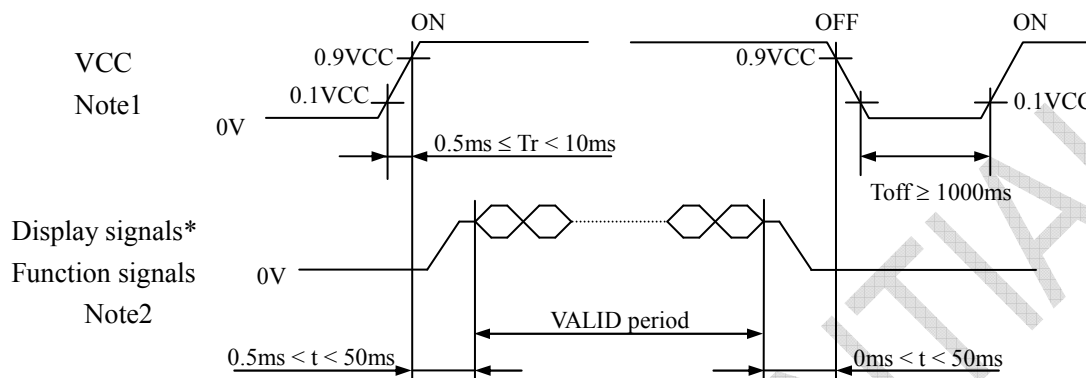 ON
OFF
ON
VCC
Note1
0.9VCC
0.9VCC
0.1VCC
0.1VCC
0V
0.5ms ≤ Tr < 10ms
Toff ≥ 1000ms
Display signals*
Function signals
Note2
0V
VALID period
0.5ms < t < 50ms
0ms < t < 50ms